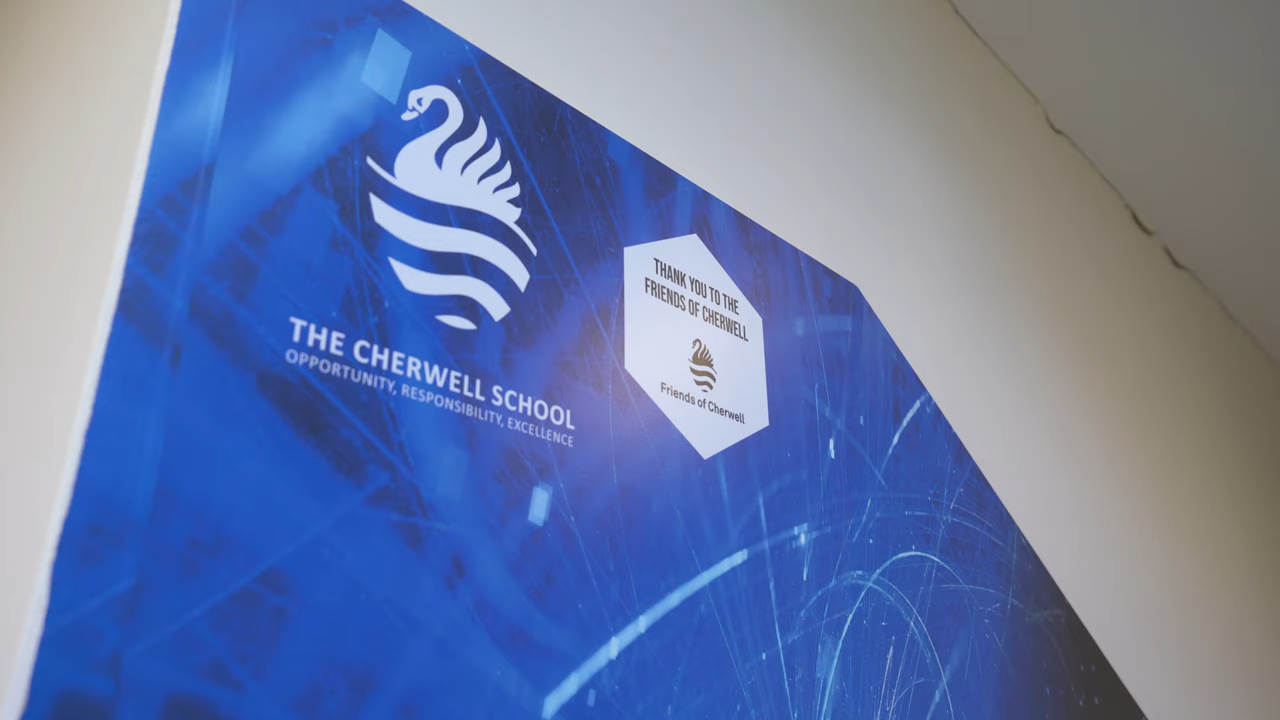 THE CHERWELL SCHOOL
OPPORTUNITY, RESPONSIBILITY, EXCELLENCE
THANK YOU TO THE
FRIENDS OF CHERWELL
Friends of Cherwell